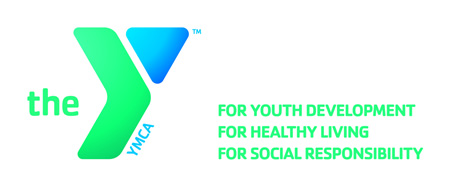 the
YMCA
™
FOR YOUTH DEVELOPMENT
FOR HEALTHY LIVING
FOR SOCIAL RESPONSIBILITY